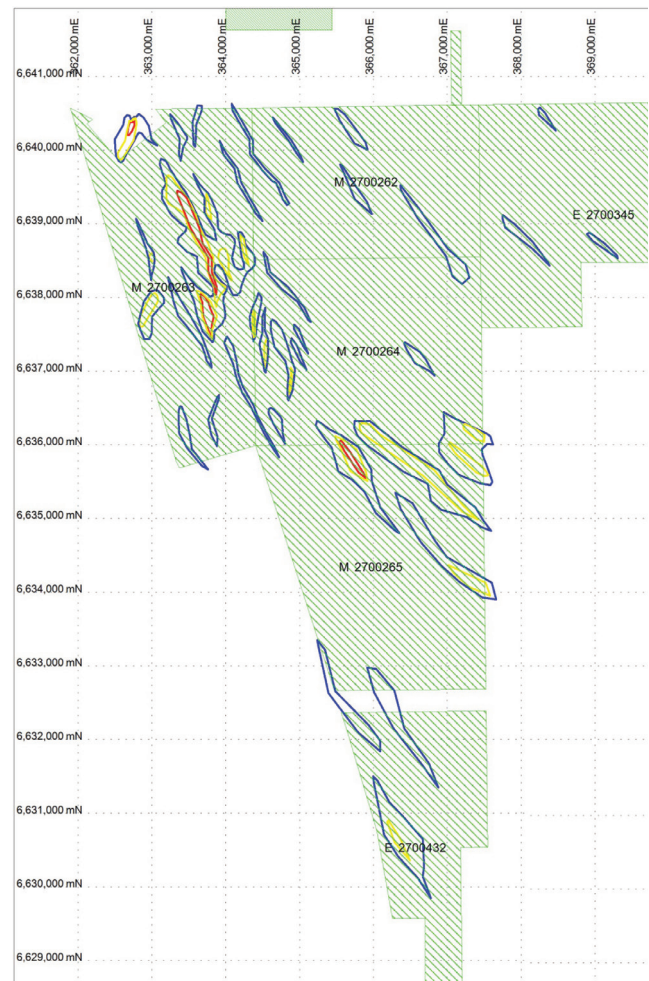 362,000 mE
363,000 mE
364,000 mE
365,000 mE
366,000 mE
367,000 mE
368,000 mE
369,000 mE
6,641,000 mN
6,640,000 mN
M 2700262
6,639,000 mN
E 2700345
M 2700263
6,638,000 mN
M 2700264
6,637,000 mN
6,636,000 mN
6,635,000 mN
M 2700265
6,634,000 mN
6,633,000 mN
6,632,000 mN
6,631,000 mN
E 2700432
6,630,000 mN
6,629,000 mN